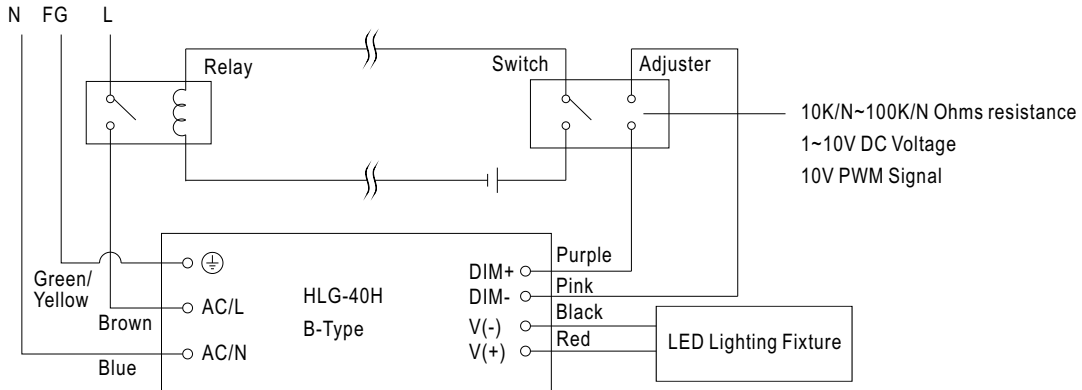 N FG L
Relay
Switch
Adjuster
10K/N~100K/N Ohms resistance
1~10V DC Voltage
10V PWM Signal
Green/
Yellow
Brown
Blue
AC/L
AC/N
HLG-40H
B-Type
DIM+
DIM-
V(-)
V(+)
Purple
Pink
Black
Red
LED Lighting Fixture